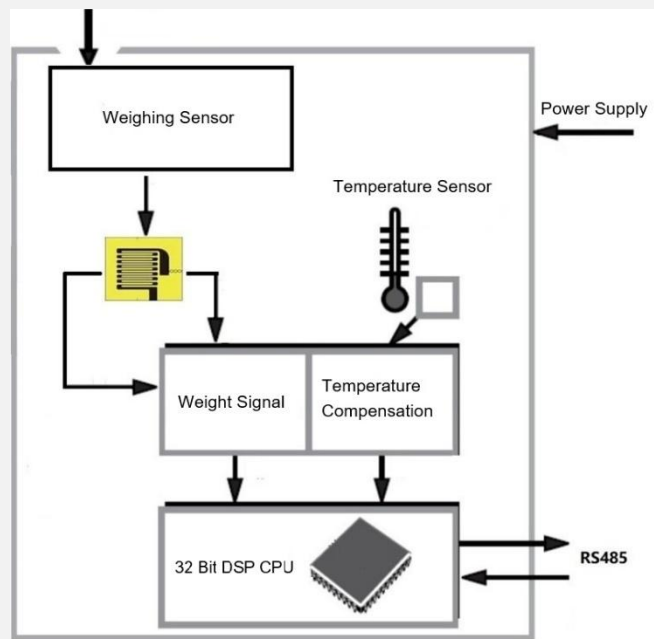 Weighing Sensor
Power Supply
Temperature Sensor
Weight Signal
Temperature
Compensation
32 Bit DSP CPU
RS485